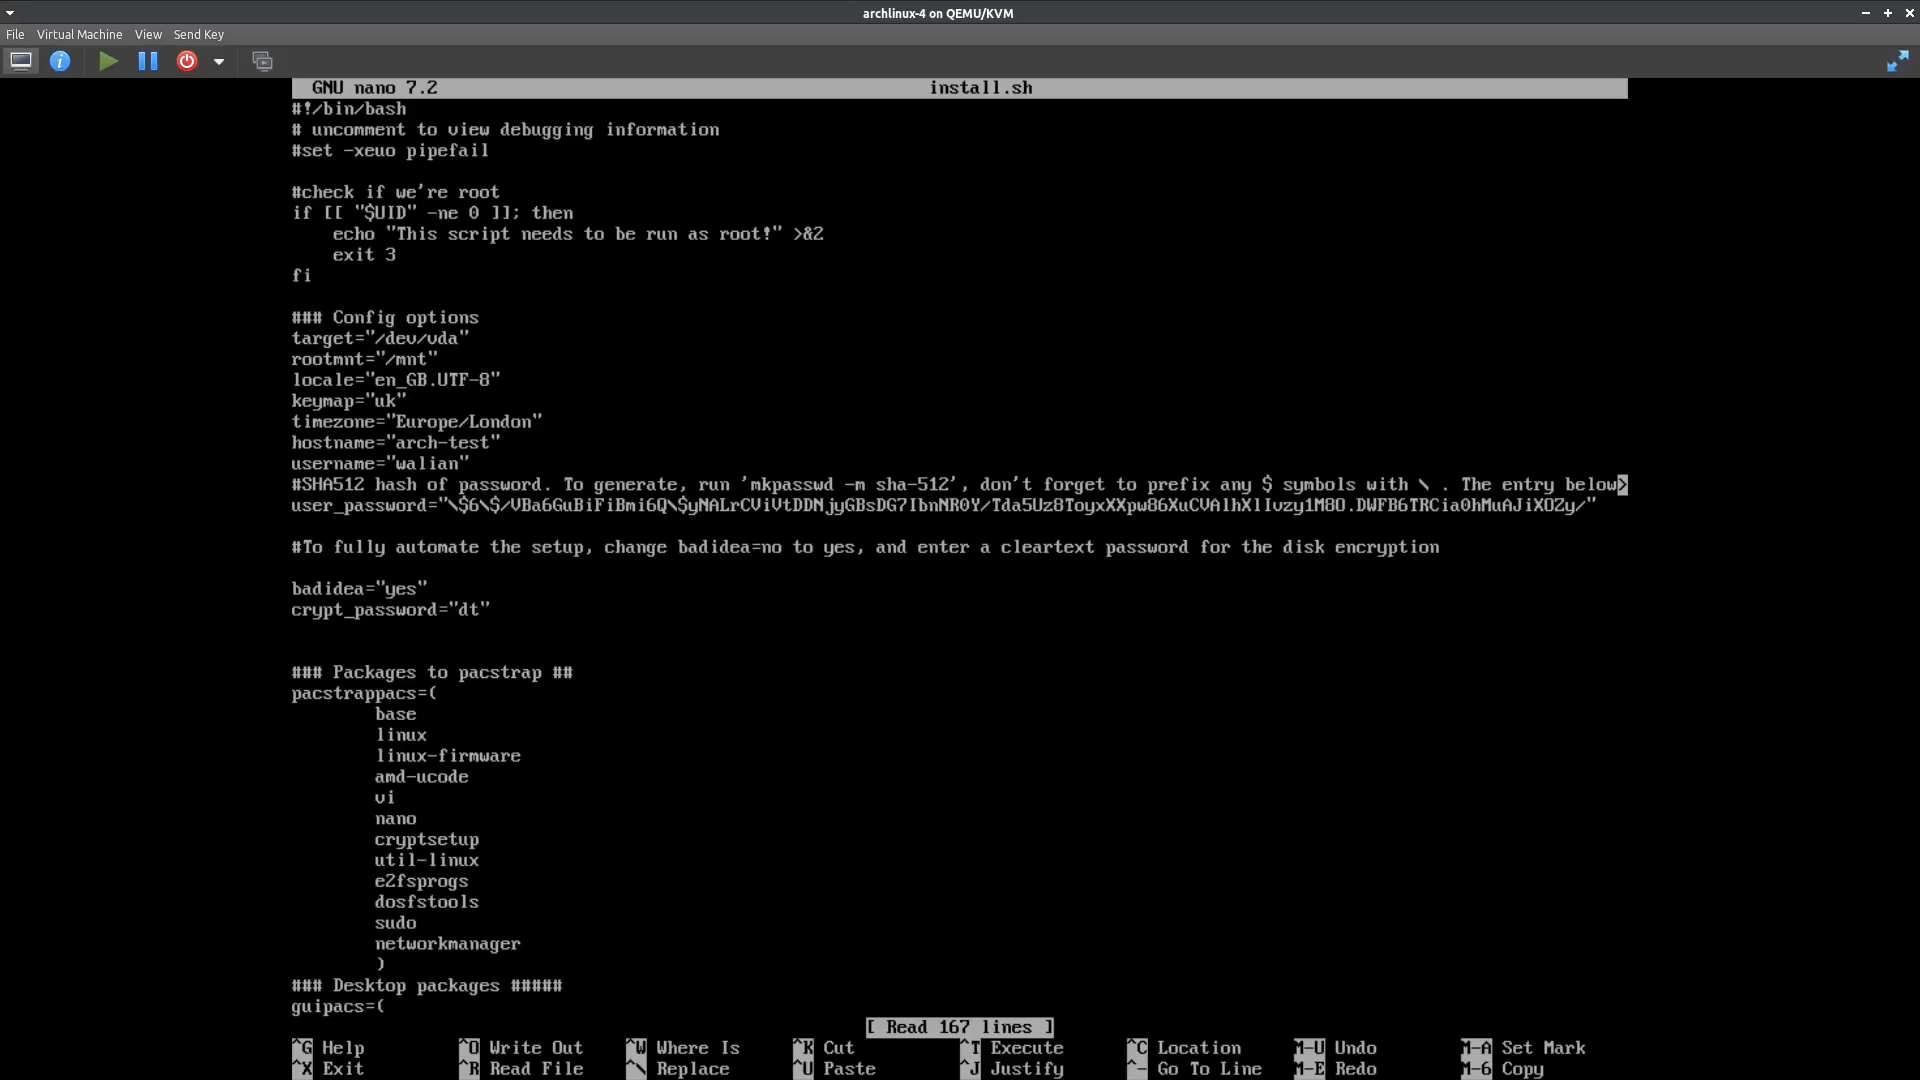 archlinux-4 on QEMU/KVM
File Virtual Machine View Send Key
GNU nano 7.2 install.sh
#!/bin/bash
# uncomment to view debugging information
#set -xeuo pipefail
#check if we're root
if [[ "$UID" -ne 0 ]]; then
echo "This script needs to be run as root!" >&2
exit 3
fi
### Config options
target="/dev/vda"
rootmnt="/mnt"
locale="en_GB.UTF-8"
keymap="uk"
timezone="Europe/London"
hostname="arch-test"
username="walian"
#SHA512 hash of password. To generate, run 'mkpasswd -m sha-512', don't forget to prefix any $ symbols with \ . The entry below>
user_password="\$6\$/VBa6GuBiFiBmi6Q\$yNALrCViVtDDNjyGBsDG7IbnNR0Y/Tda5Uz8ToyxXXpw86XuCVAlhXlIvzy1M8O.DWFB6TRCia0hMuAJiXOZy/"
#To fully automate the setup, change badidea=no to yes, and enter a cleartext password for the disk encryption
badidea="yes"
crypt_password="dt"
### Packages to pacstrap ##
pacstrappacs=(
base
linux
linux-firmware
amd-ucode
vi
nano
cryptsetup
util-linux
e2fsprogs
dosfstools
sudo
networkmanager
)
### Desktop packages #####
guipacs=(
[ Read 167 lines ]
^G Help ^O Write Out ^W Where Is ^K Cut ^T Execute ^C Location M-U Undo M-A Set Mark
^X Exit ^R Read File ^\ Replace ^U Paste ^J Justify ^- Go To Line M-E Redo M-6 Copy